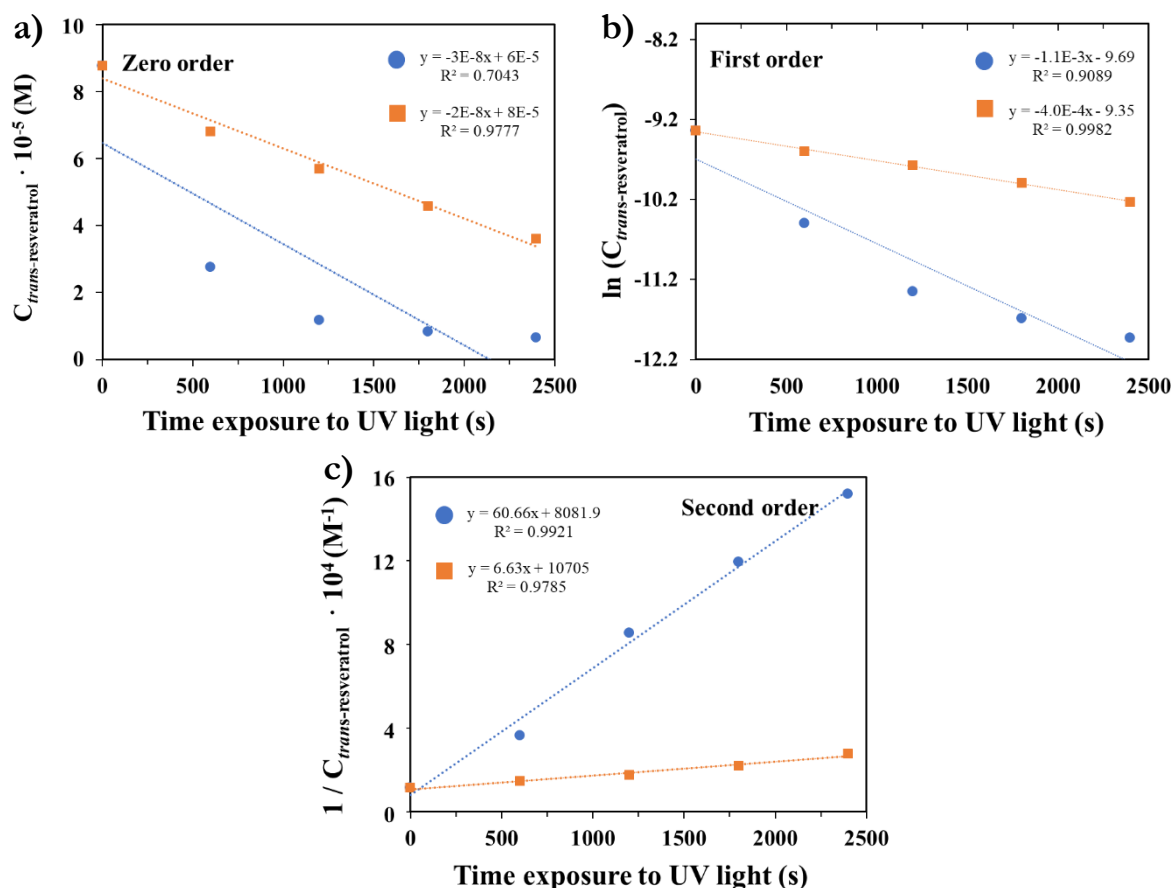 a)
Zero order
y = -3E-8x + 6E-5
R² = 0.7043
y = -2E-8x + 8E-5
R² = 0.9777
C trans-resveratrol · 10⁻⁵ (M)
10
8
6
4
2
0
0 500 1000 1500 2000 2500
Time exposure to UV light (s)
b)
First order
y = -1.1E-3x - 9.69
R² = 0.9089
y = -4.0E-4x - 9.35
R² = 0.9982
ln (C trans-resveratrol)
-8.2
-9.2
-10.2
-11.2
-12.2
0 500 1000 1500 2000 2500
Time exposure to UV light (s)
c)
Second order
y = 60.66x + 8081.9
R² = 0.9921
y = 6.63x + 10705
R² = 0.9785
1 / C trans-resveratrol · 10⁴ (M⁻¹)
16
12
8
4
0
0 500 1000 1500 2000 2500
Time exposure to UV light (s)